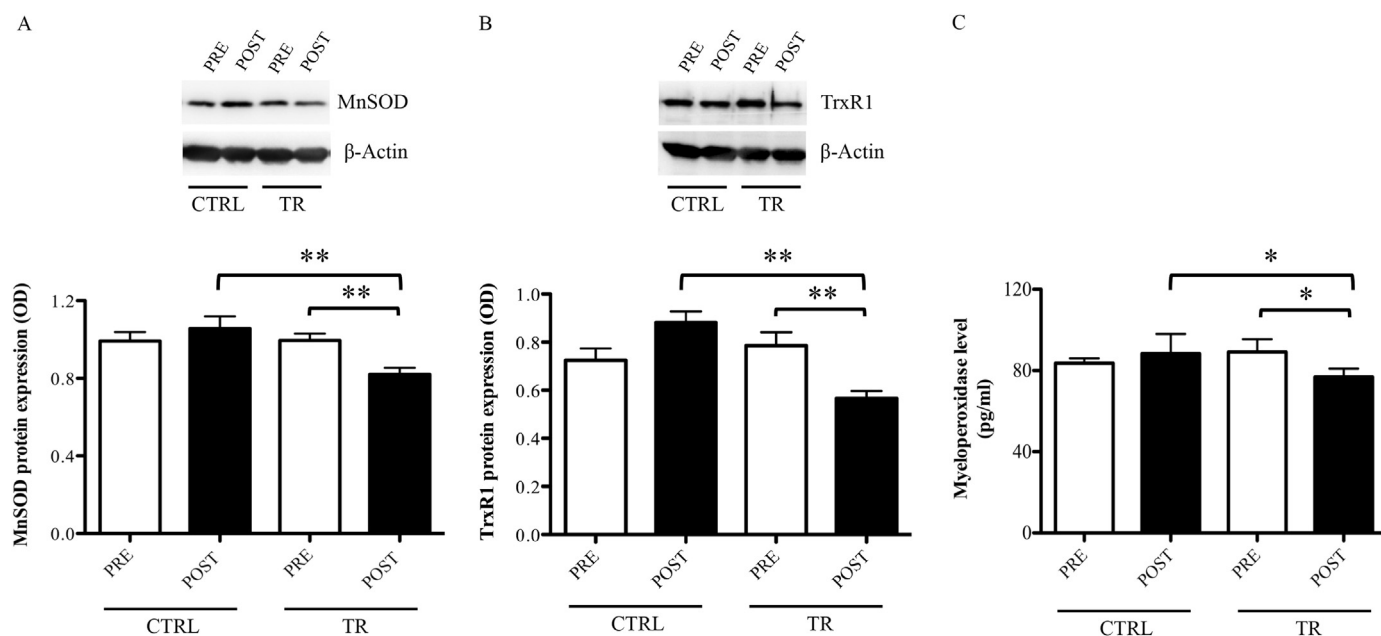 A
PRE POST PRE POST
MnSOD
β-Actin
CTRL TR
** 
**
MnSOD protein expression (OD)
1.2
0.8
0.4
0.0
PRE POST PRE POST
CTRL TR
B
PRE POST PRE POST
TrxR1
β-Actin
CTRL TR
**
**
TrxR1 protein expression (OD)
1.0
0.8
0.6
0.4
0.2
0.0
PRE POST PRE POST
CTRL TR
C
*
*
Myeloperoxidase level
(pg/ml)
120
80
40
0
PRE POST PRE POST
CTRL TR